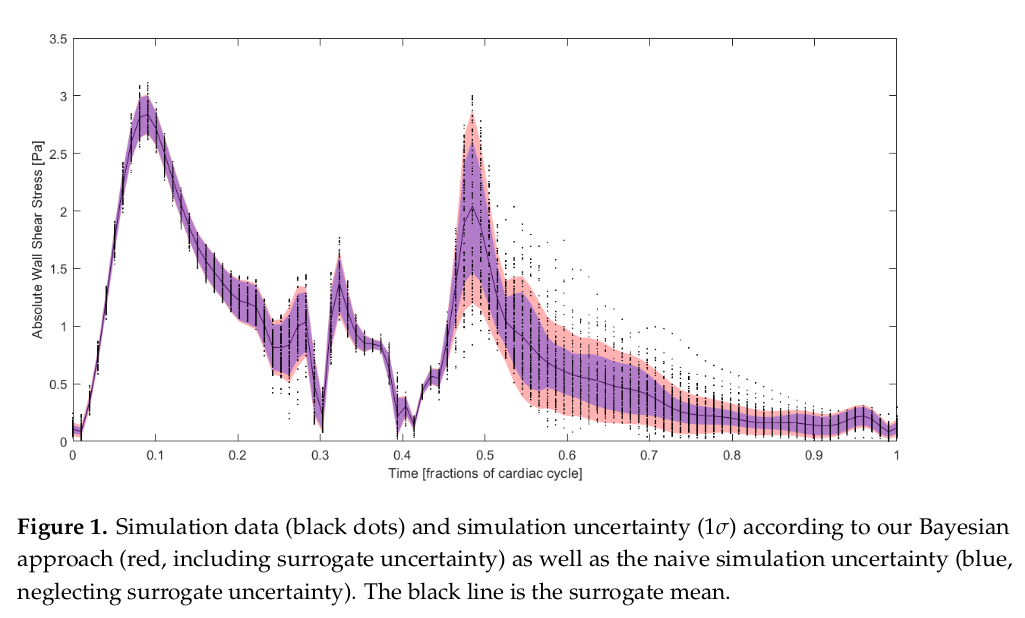 3.5
3
2.5
2
1.5
1
0.5
0
Absolute Wall Shear Stress [Pa]
0 0.1 0.2 0.3 0.4 0.5 0.6 0.7 0.8 0.9 1
Time [fractions of cardiac cycle]
Figure 1. Simulation data (black dots) and simulation uncertainty (1σ) according to our Bayesian
approach (red, including surrogate uncertainty) as well as the naive simulation uncertainty (blue,
neglecting surrogate uncertainty). The black line is the surrogate mean.